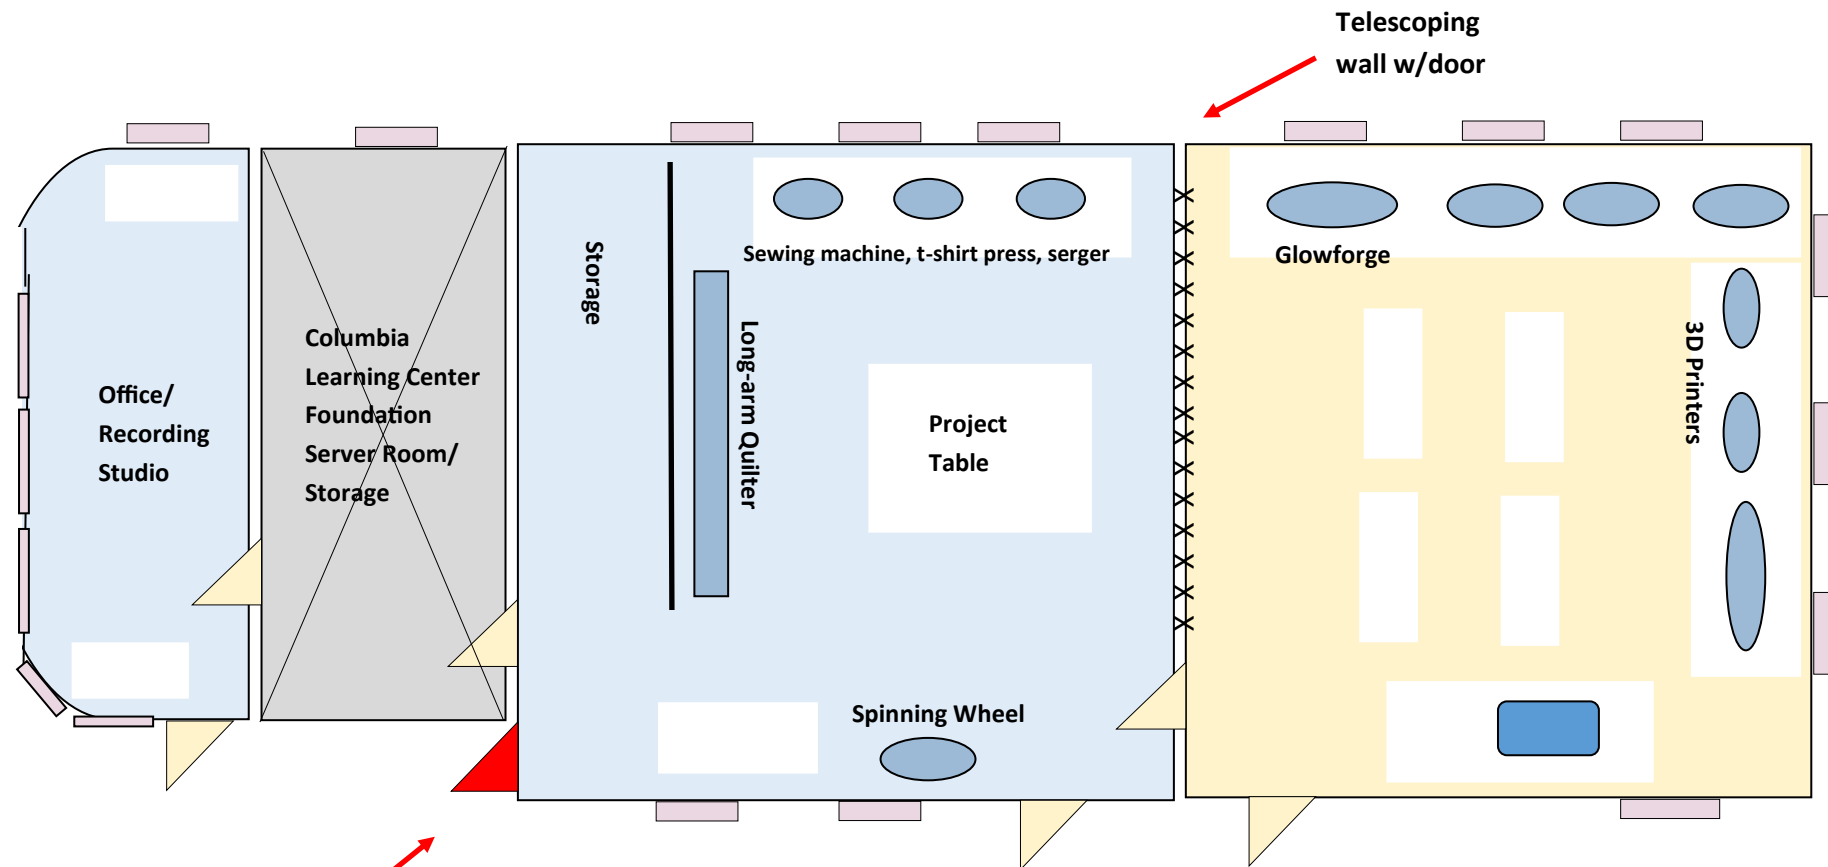 Telescoping
wall w/door
Office/
Recording
Studio
Columbia
Learning Center
Foundation
Server Room/
Storage
Storage
Long-arm Quilter
Sewing machine, t-shirt press, serger
Project
Table
Spinning Wheel
Glowforge
3D Printers